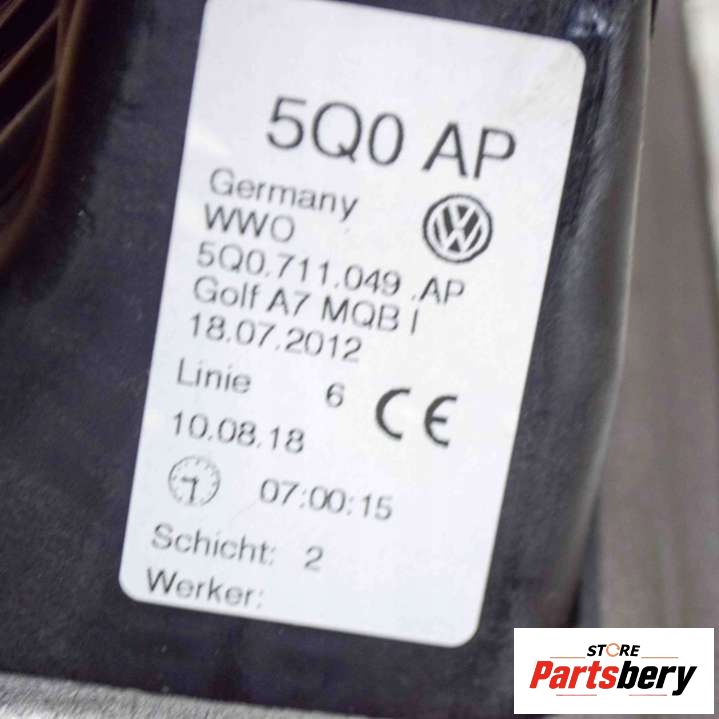 5Q0 AP
Germany
WWO
5Q0.711.049 .AP
Golf A7 MQB I
18.07.2012
Linie 6 CE
10.08.18
07:00:15
Schicht: 2
Werker:
STORE
Partsbery